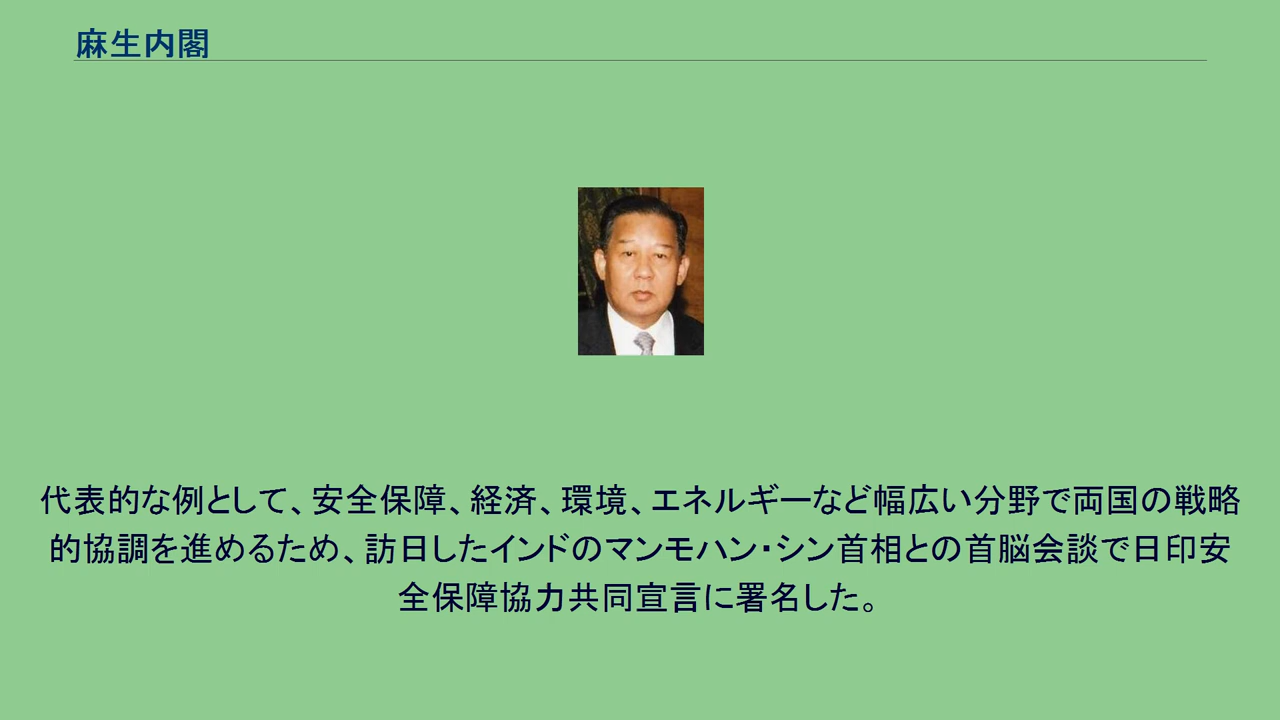 麻生内閣
代表的な例として、安全保障、経済、環境、エネルギーなど幅広い分野で両国の戦略
的協調を進めるため、訪日したインドのマンモハン・シン首相との首脳会談で日印安
全保障協力共同宣言に署名した。